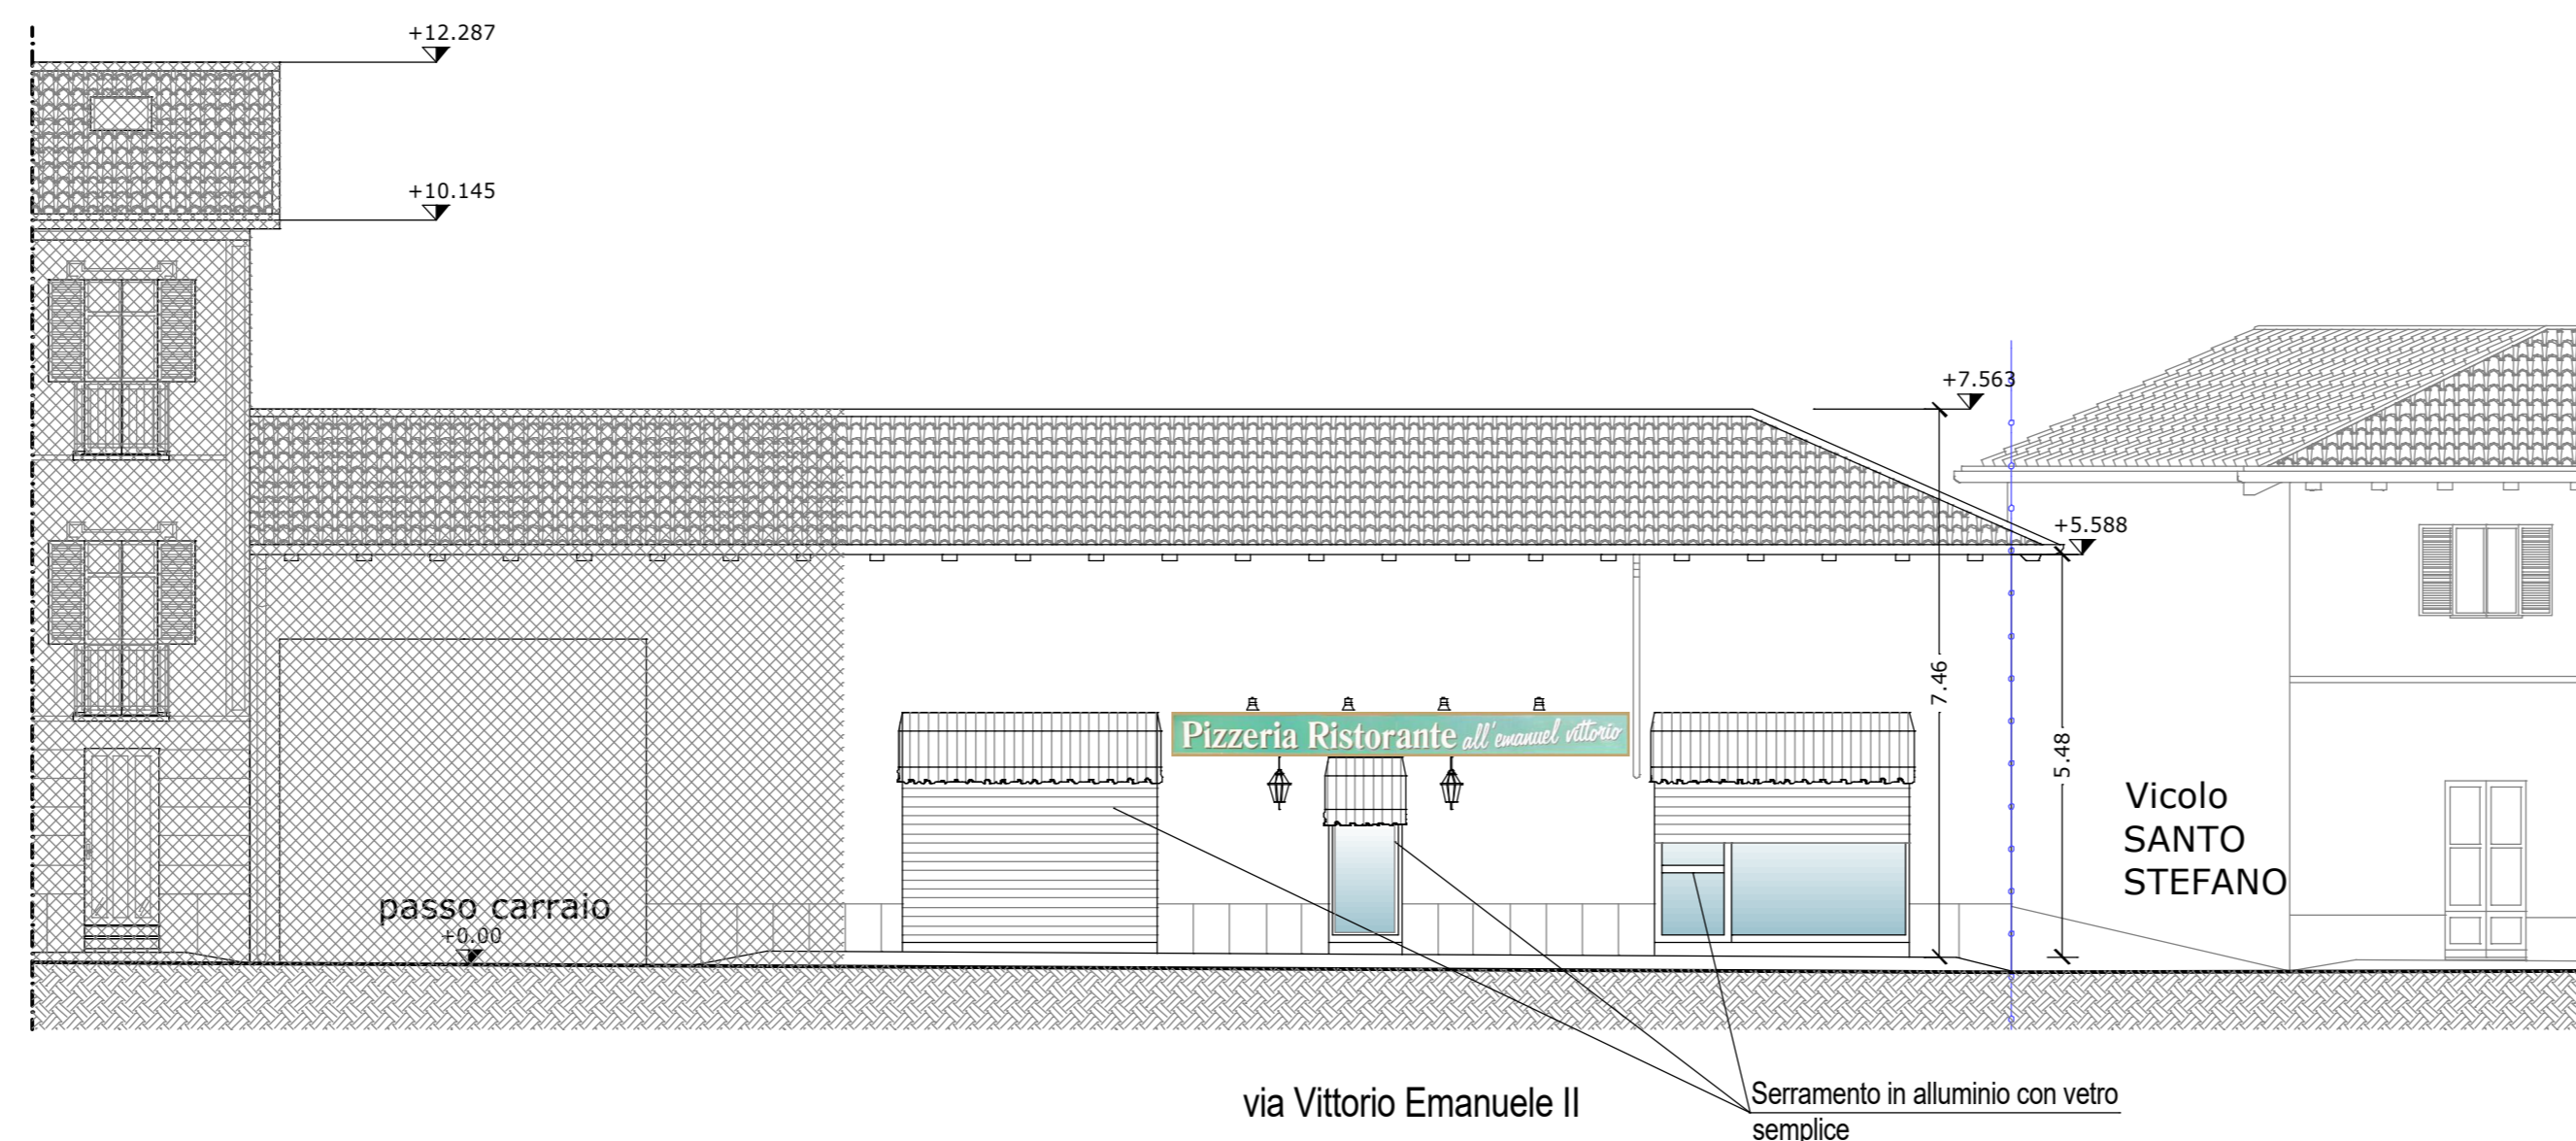 +12.287
+10.145
+7.563
+5.588
7.46
5.48
Pizzeria Ristorante all'emanuel vittorio
Vicolo
SANTO
STEFANO
passo carraio
+0.00
via Vittorio Emanuele II
Serramento in alluminio con vetro
semplice